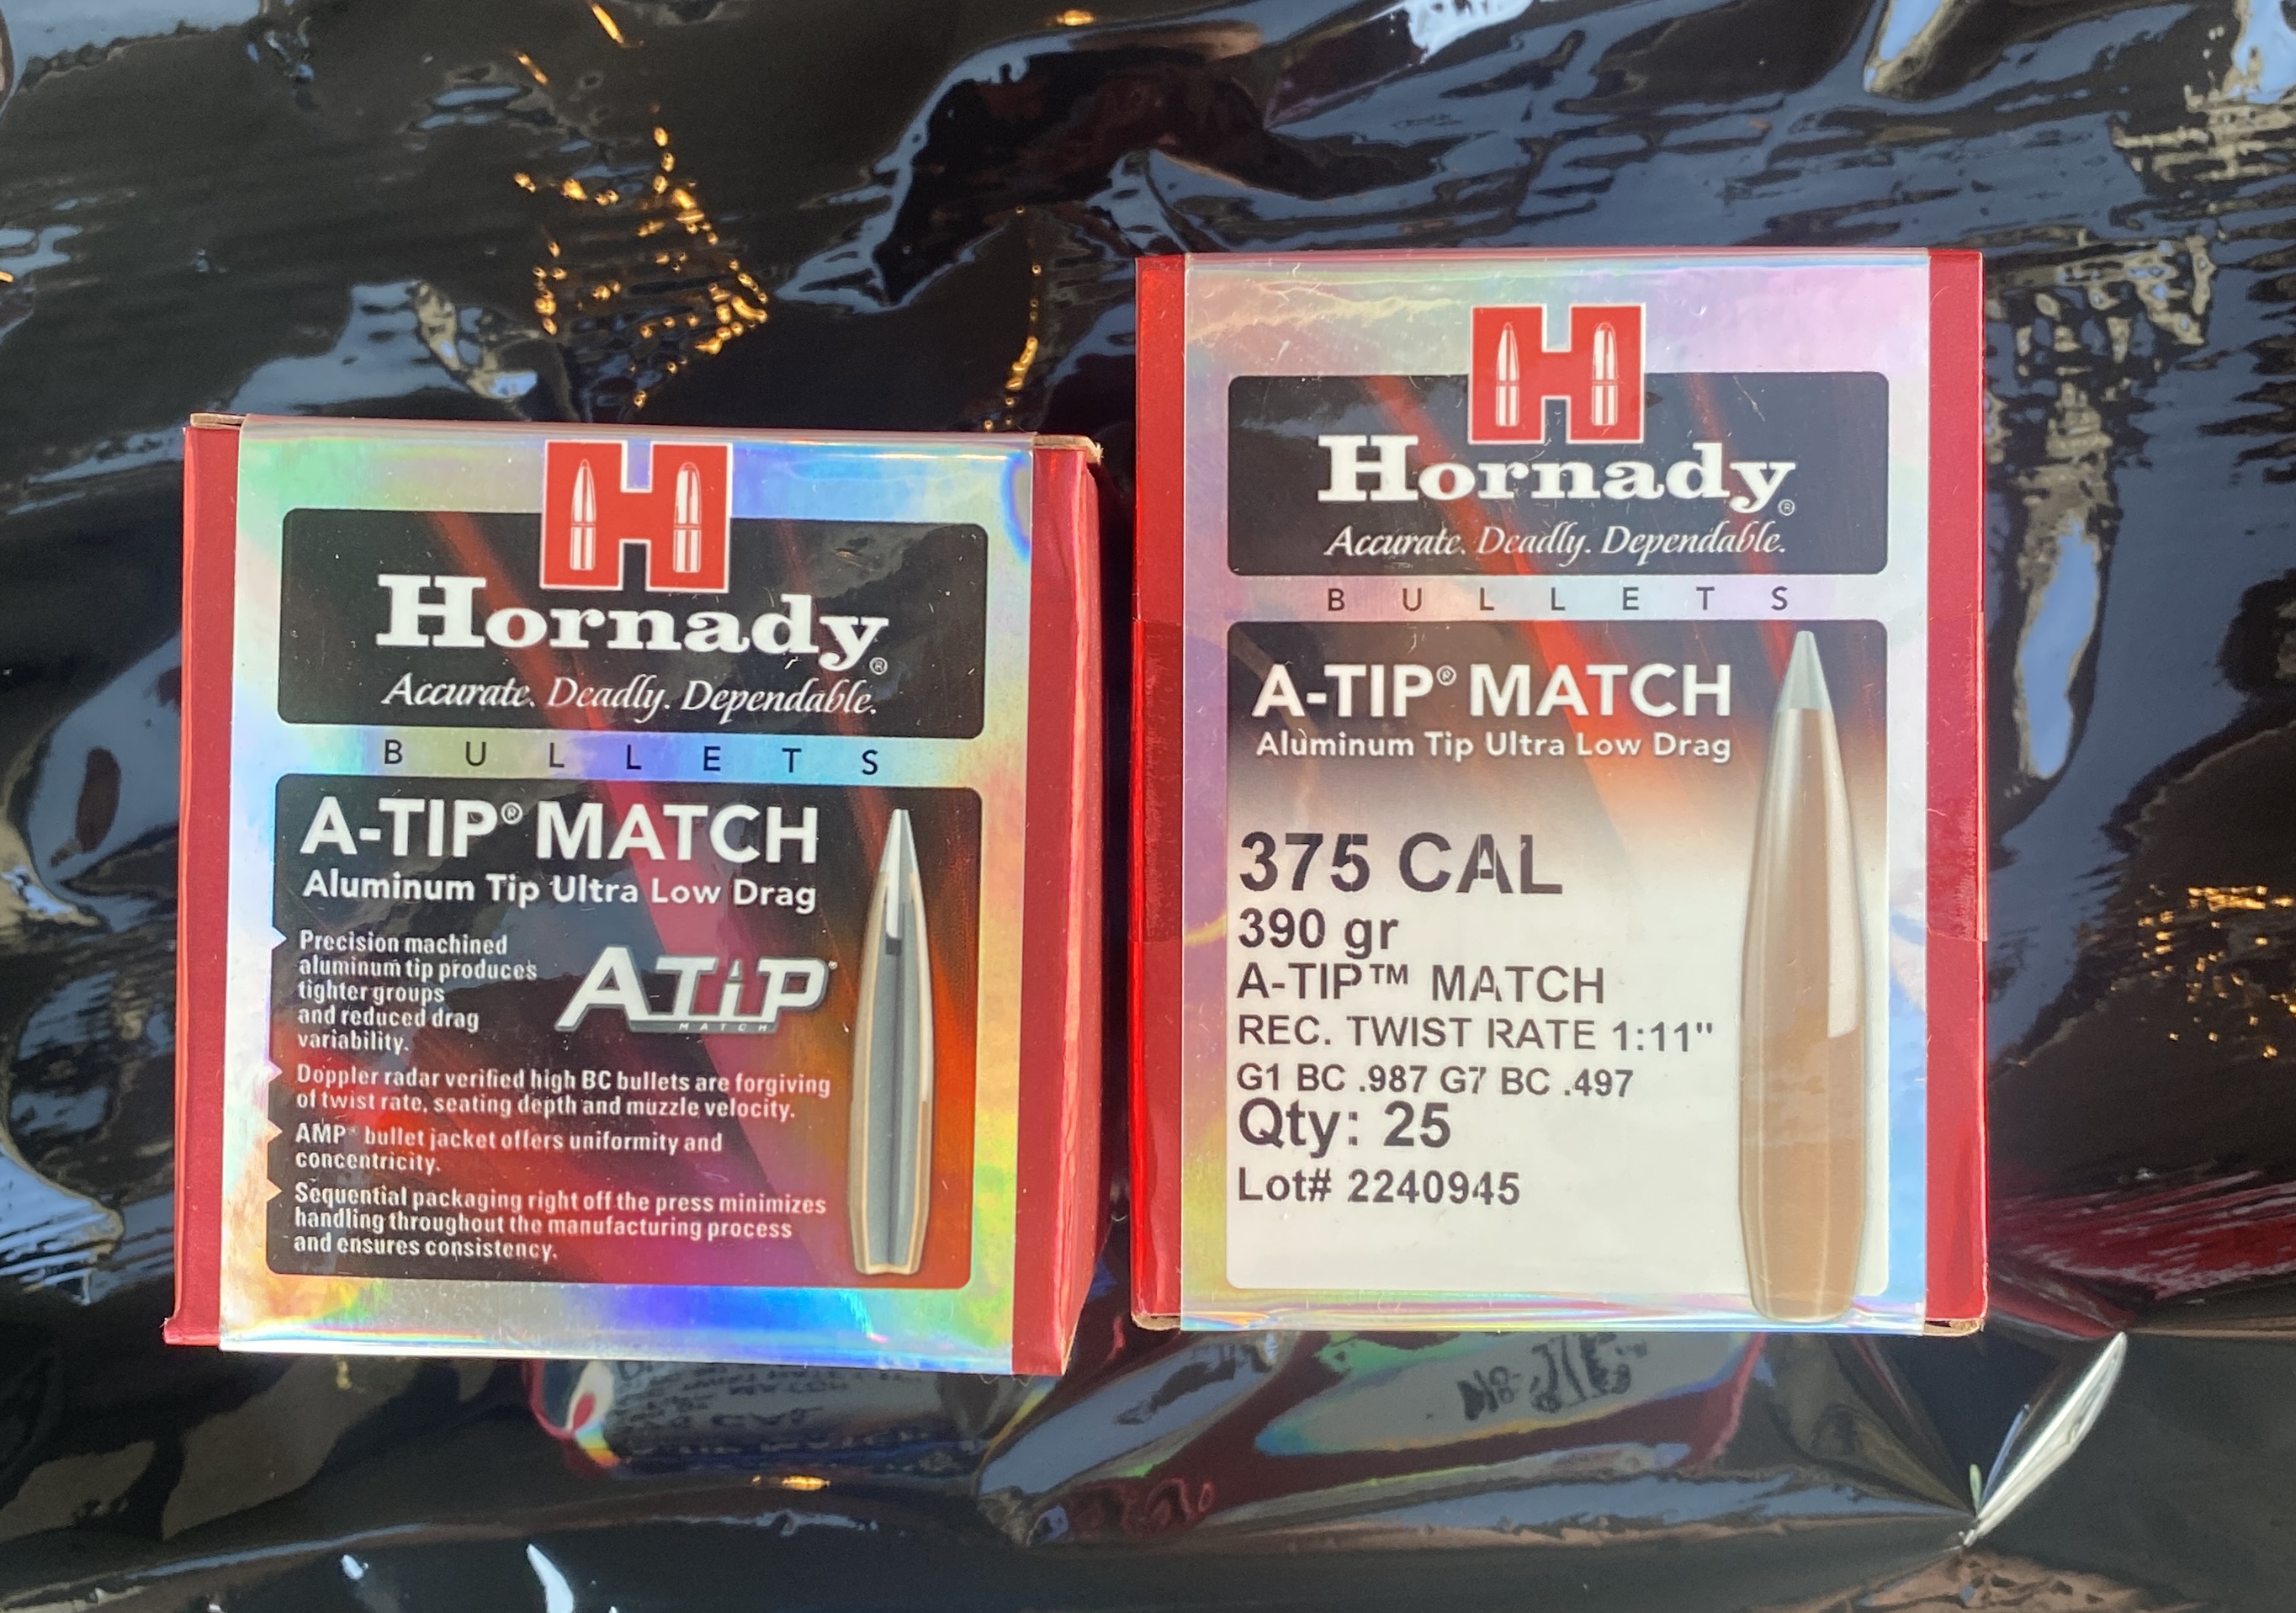 Hornady®
Accurate. Deadly. Dependable.
BULLETS
A-TIP® MATCH
Aluminum Tip Ultra Low Drag
Precision machined
aluminum tip produces
tighter groups
and reduced drag
variability.
ATIP®
MATCH
Doppler radar verified high BC bullets are forgiving
of twist rate, seating depth and muzzle velocity.
AMP® bullet jacket offers uniformity and
concentricity.
Sequential packaging right off the press minimizes
handling throughout the manufacturing process
and ensures consistency.
Hornady®
Accurate. Deadly. Dependable.
BULLETS
A-TIP® MATCH
Aluminum Tip Ultra Low Drag
375 CAL
390 gr
A-TIP™ MATCH
REC. TWIST RATE 1:11"
G1 BC .987 G7 BC .497
Qty: 25
Lot# 2240945